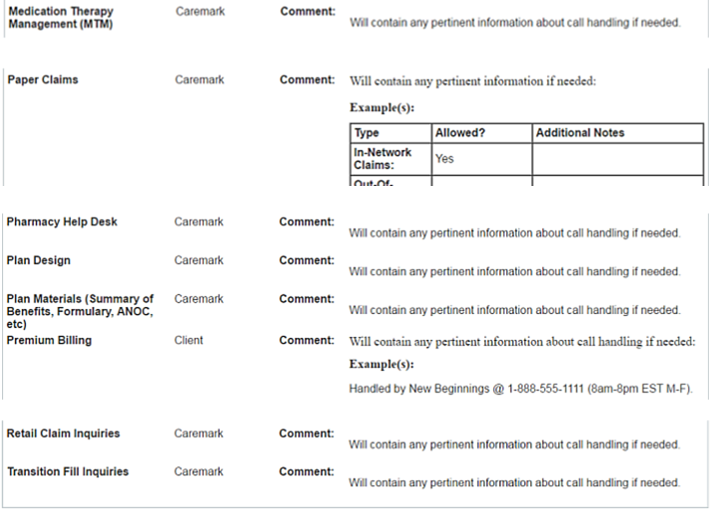 Medication Therapy Management (MTM) Caremark Comment: Will contain any pertinent information about call handling if needed.
Paper Claims Caremark Comment: Will contain any pertinent information if needed:
Example(s):
Type Allowed? Additional Notes
In-Network Claims: Yes
Out-Of-
Pharmacy Help Desk Caremark Comment: Will contain any pertinent information about call handling if needed.
Plan Design Caremark Comment: Will contain any pertinent information about call handling if needed.
Plan Materials (Summary of Benefits, Formulary, ANOC, etc) Caremark Comment: Will contain any pertinent information about call handling if needed.
Premium Billing Client Comment: Will contain any pertinent information about call handling if needed:
Example(s):
Handled by New Beginnings @ 1-888-555-1111 (8am-8pm EST M-F).
Retail Claim Inquiries Caremark Comment: Will contain any pertinent information about call handling if needed.
Transition Fill Inquiries Caremark Comment: Will contain any pertinent information about call handling if needed.